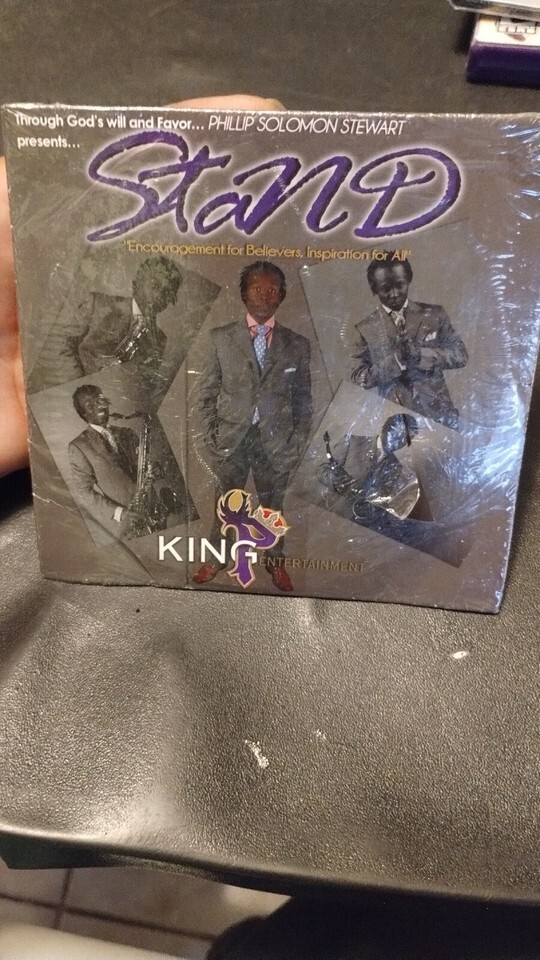 Through God's will and Favor... PHILLIP SOLOMON STEWART
presents...
StaND
"Encouragement for Believers, Inspiration for All"
KING P
ENTERTAINMENT